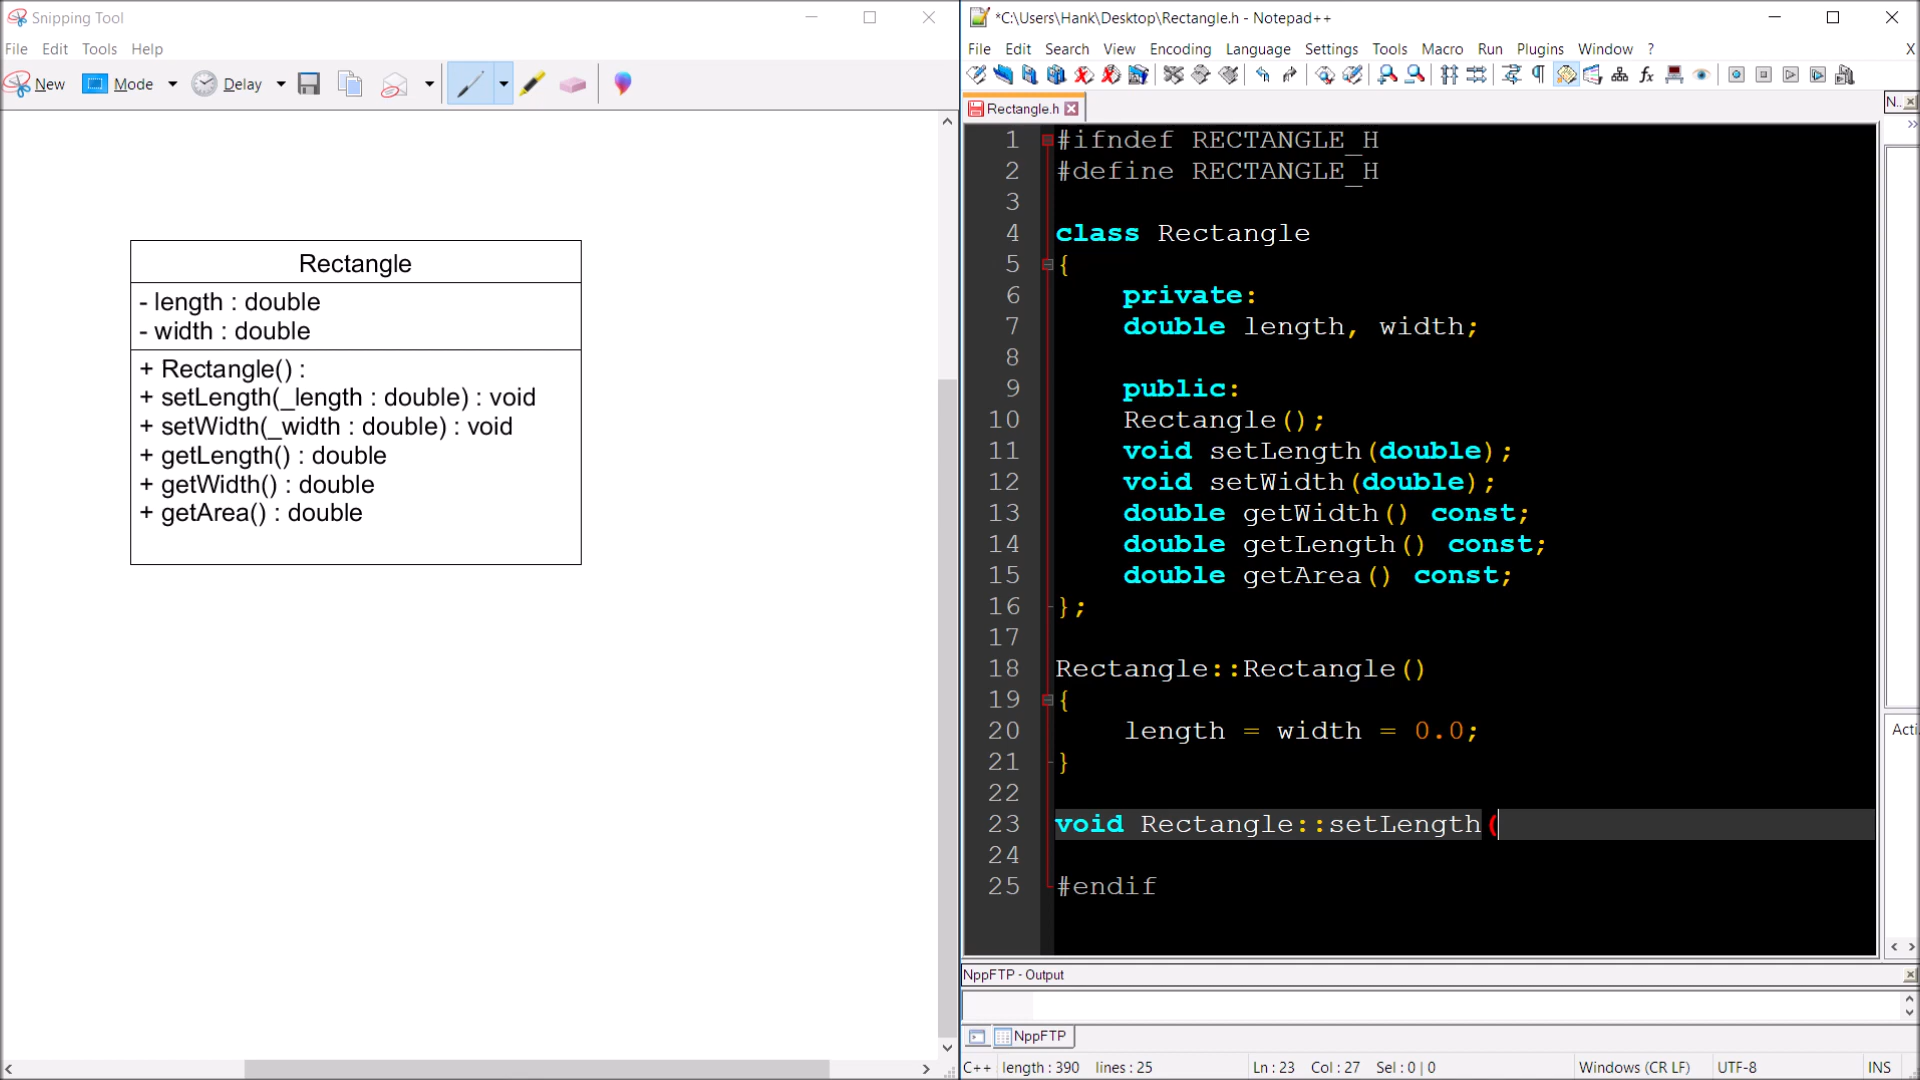 Snipping Tool
File Edit Tools Help
New Mode Delay
Rectangle
- length : double
- width : double
+ Rectangle() :
+ setLength(_length : double) : void
+ setWidth(_width : double) : void
+ getLength() : double
+ getWidth() : double
+ getArea() : double
*C:\Users\Hank\Desktop\Rectangle.h - Notepad++
File Edit Search View Encoding Language Settings Tools Macro Run Plugins Window ? X
Rectangle.h
N..
1 #ifndef RECTANGLE_H
2 #define RECTANGLE_H
3
4 class Rectangle
5 {
6 private:
7 double length, width;
8
9 public:
10 Rectangle();
11 void setLength(double);
12 void setWidth(double);
13 double getWidth() const;
14 double getLength() const;
15 double getArea() const;
16 };
17
18 Rectangle::Rectangle()
19 {
20 length = width = 0.0;
21 }
22
23 void Rectangle::setLength(
24
25 #endif
Acti
NppFTP - Output
NppFTP
C++ length : 390 lines : 25 Ln : 23 Col : 27 Sel : 0 | 0 Windows (CR LF) UTF-8 INS